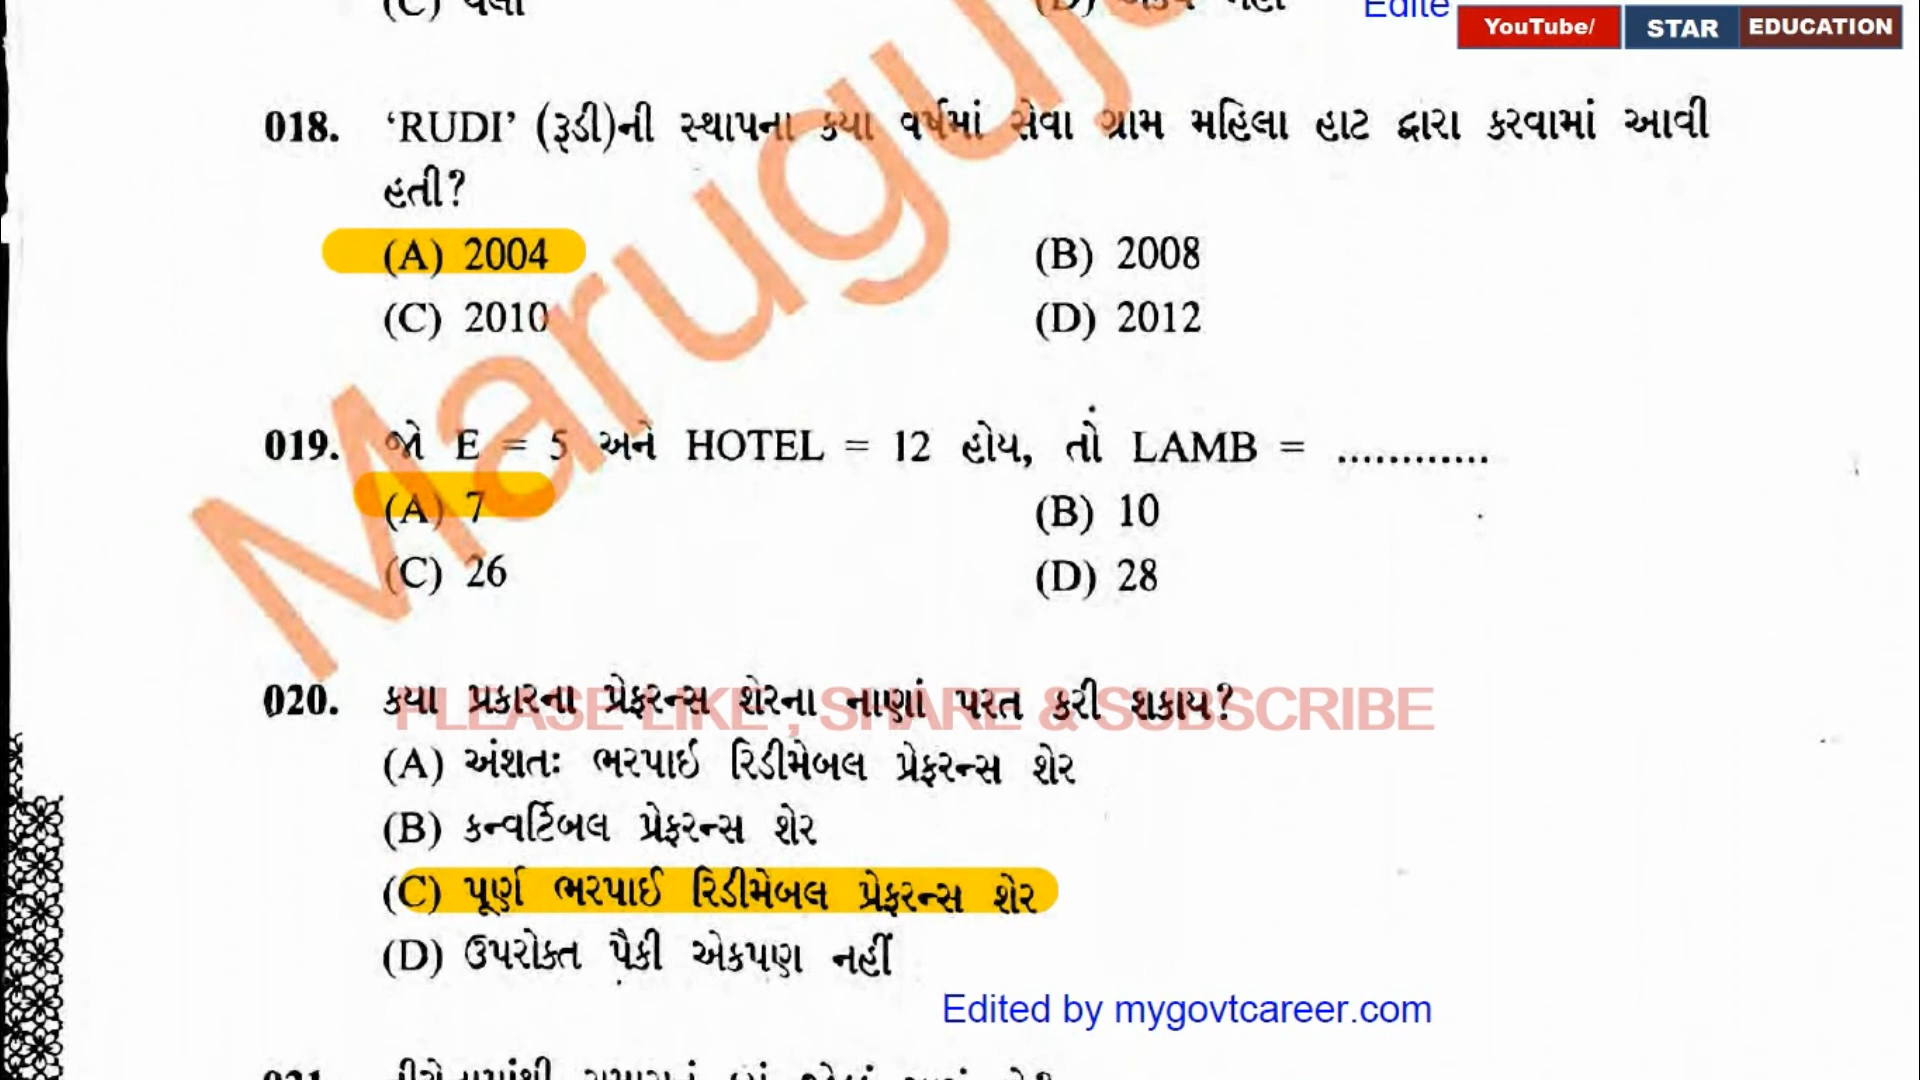 (C)
Edite
YouTube/ STAR EDUCATION
018. ‘RUDI’ (રૂડી)ની સ્થાપના કયા વર્ષમાં સેવા ગ્રામ મહિલા હાટ દ્વારા કરવામાં આવી
હતી?
(A) 2004 (B) 2008
(C) 2010 (D) 2012
019. જો E = 5 અને HOTEL = 12 હોય, તો LAMB = ............
(A) 7 (B) 10
(C) 26 (D) 28
020. કયા પ્રકારના પ્રેફરન્સ શેરના નાણાં પરત કરી શકાય?
PLEASE LIKE , SHARE & SUBSCRIBE
(A) અંશતઃ ભરપાઈ રિડીમેબલ પ્રેફરન્સ શેર
(B) કન્વર્ટિબલ પ્રેફરન્સ શેર
(C) પૂર્ણ ભરપાઈ રિડીમેબલ પ્રેફરન્સ શેર
(D) ઉપરોક્ત પૈકી એકપણ નહીં
Edited by mygovtcareer.com
021.
Maruguj